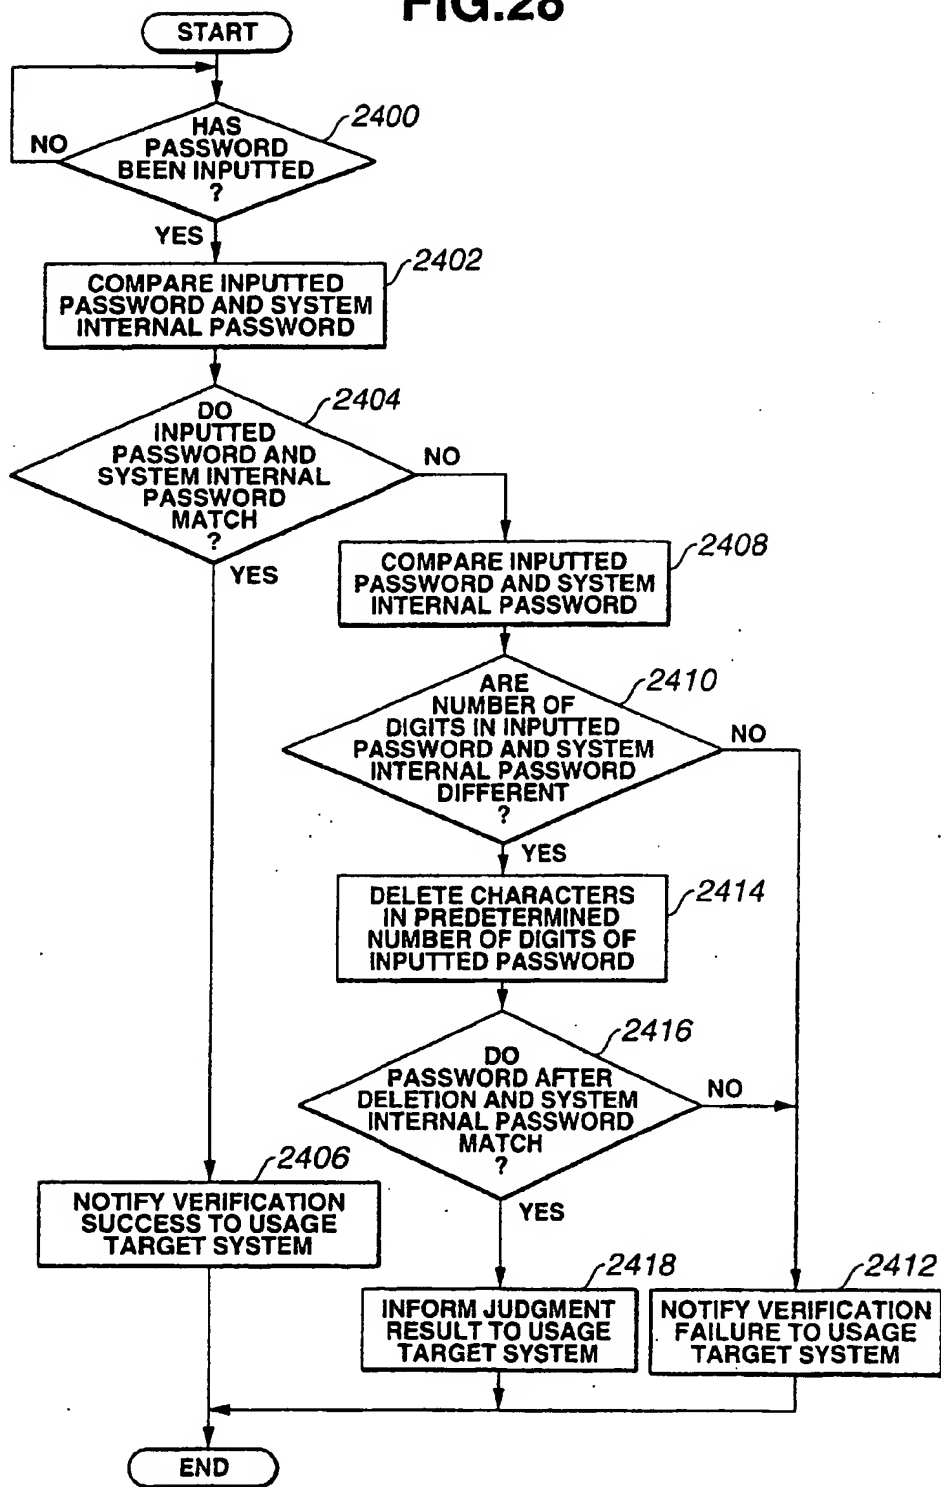 FIG.28
START
HAS
PASSWORD
BEEN INPUTTED
?
2400
NO
YES
COMPARE INPUTTED
PASSWORD AND SYSTEM
INTERNAL PASSWORD
2402
DO
INPUTTED
PASSWORD AND
SYSTEM INTERNAL
PASSWORD
MATCH
?
2404
NO
YES
COMPARE INPUTTED
PASSWORD AND SYSTEM
INTERNAL PASSWORD
2408
ARE
NUMBER OF
DIGITS IN INPUTTED
PASSWORD AND SYSTEM
INTERNAL PASSWORD
DIFFERENT
?
2410
NO
YES
DELETE CHARACTERS
IN PREDETERMINED
NUMBER OF DIGITS OF
INPUTTED PASSWORD
2414
DO
PASSWORD AFTER
DELETION AND SYSTEM
INTERNAL PASSWORD
MATCH
?
2416
NO
YES
NOTIFY VERIFICATION
SUCCESS TO USAGE
TARGET SYSTEM
2406
INFORM JUDGMENT
RESULT TO USAGE
TARGET SYSTEM
2418
NOTIFY VERIFICATION
FAILURE TO USAGE
TARGET SYSTEM
2412
END